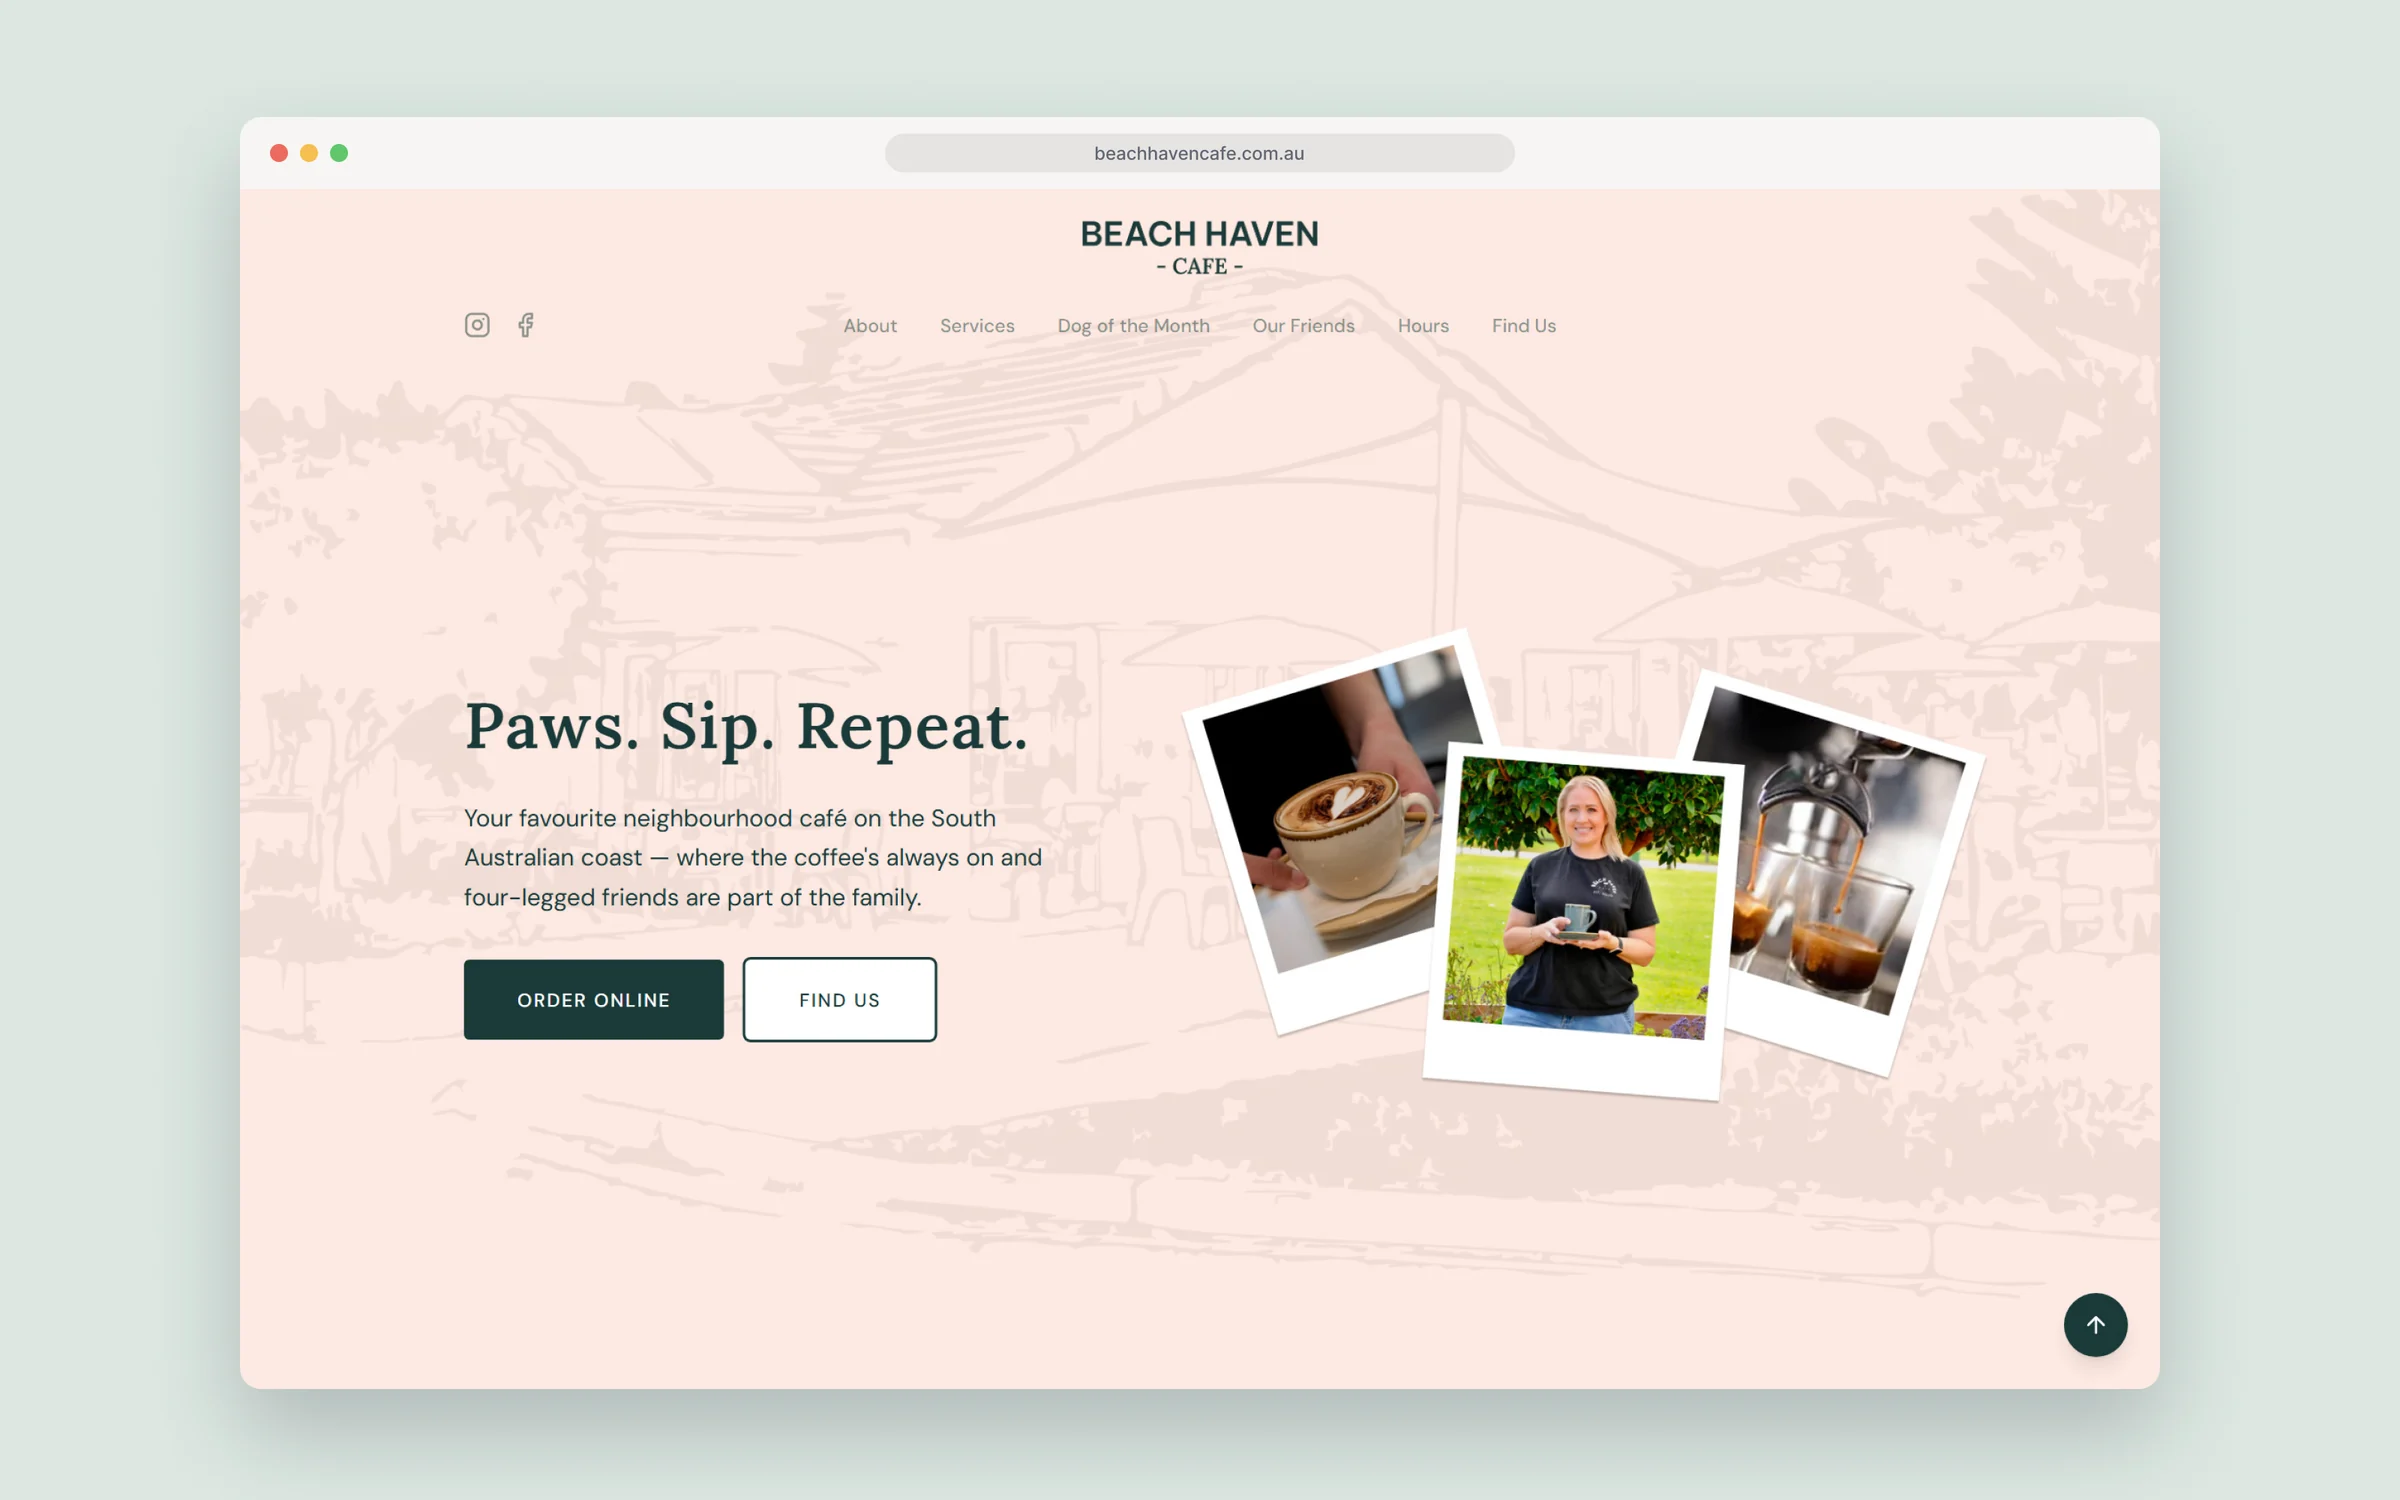 beachhavencafe.com.au
BEACH HAVEN
- CAFE -
About Services Dog of the Month Our Friends Hours Find Us
Paws. Sip. Repeat.
Your favourite neighbourhood café on the South
Australian coast — where the coffee's always on and
four-legged friends are part of the family.
ORDER ONLINE FIND US